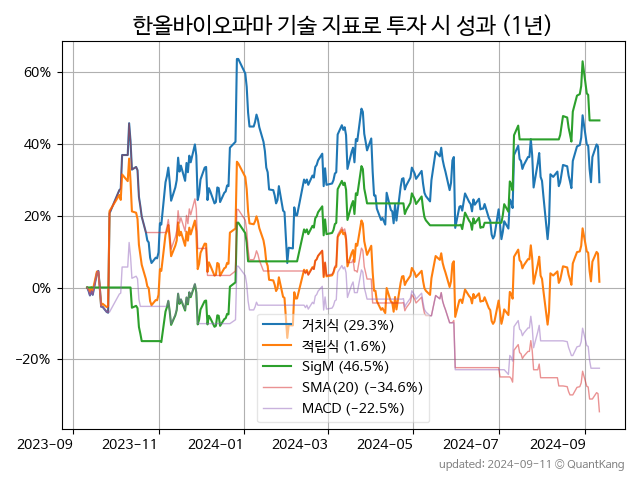 한올바이오파마 기술 지표로 투자 시 성과 (1년)
60%
40%
20%
0%
−20%
거치식 (29.3%)
적립식 (1.6%)
SigM (46.5%)
SMA(20) (−34.6%)
MACD (−22.5%)
2023-09 2023-11 2024-01 2024-03 2024-05 2024-07 2024-09
updated: 2024-09-11 © QuantKang